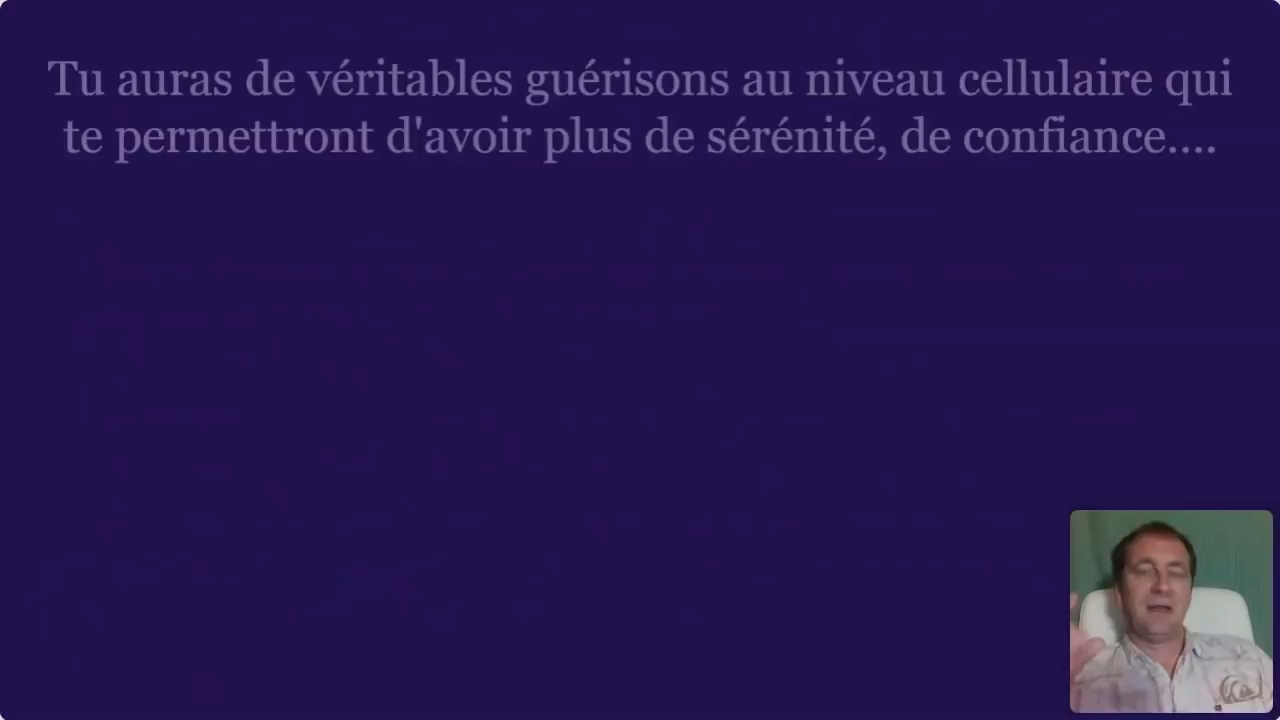 Tu auras de véritables guérisons au niveau cellulaire qui
te permettront d'avoir plus de sérénité, de confiance....